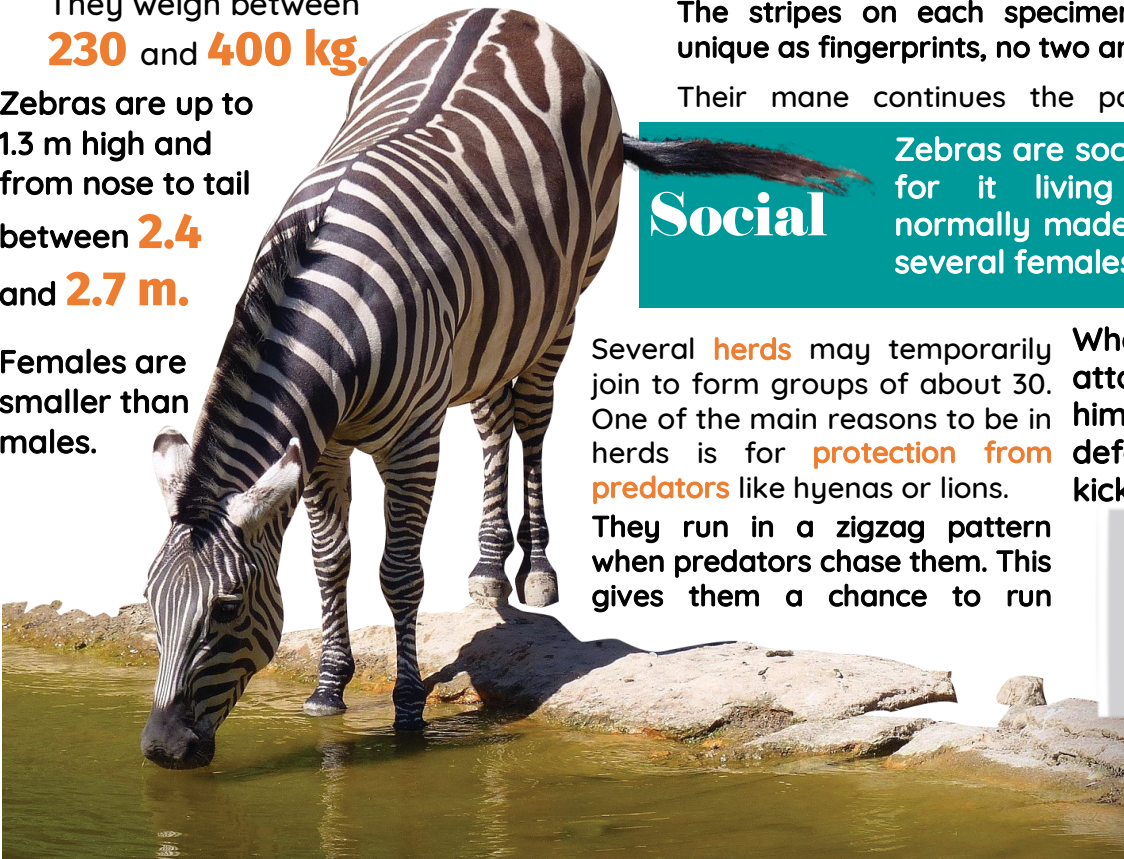 They weigh between
230 and 400 kg.
Zebras are up to
1.3 m high and
from nose to tail
between 2.4
and 2.7 m.
Females are
smaller than
males.
The stripes on each
unique as fingerprints, no two
Their mane continues the
Social
Zebras are
for it living
normally made
several females
Several herds may temporarily
join to form groups of about 30.
One of the main reasons to be in
herds is for protection from
predators like hyenas or lions.
They run in a zigzag pattern
when predators chase them. This
gives them a chance to run
him
kick